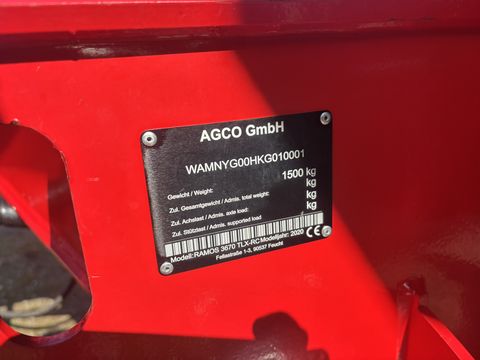 AGCO GmbH
WAMNYG00HKG010001
Gewicht / Weight: 1500 kg
Zul. Gesamtgewicht / Admis. total weight: kg
Zul. Achslast / Admis. axle load: kg
Zul. Stützlast / Admis. supported load kg
Modell: RAMOS 3670 TLX-RC Modelljahr: 2020 CE
Fellastraße 1-3, 90537 Feucht